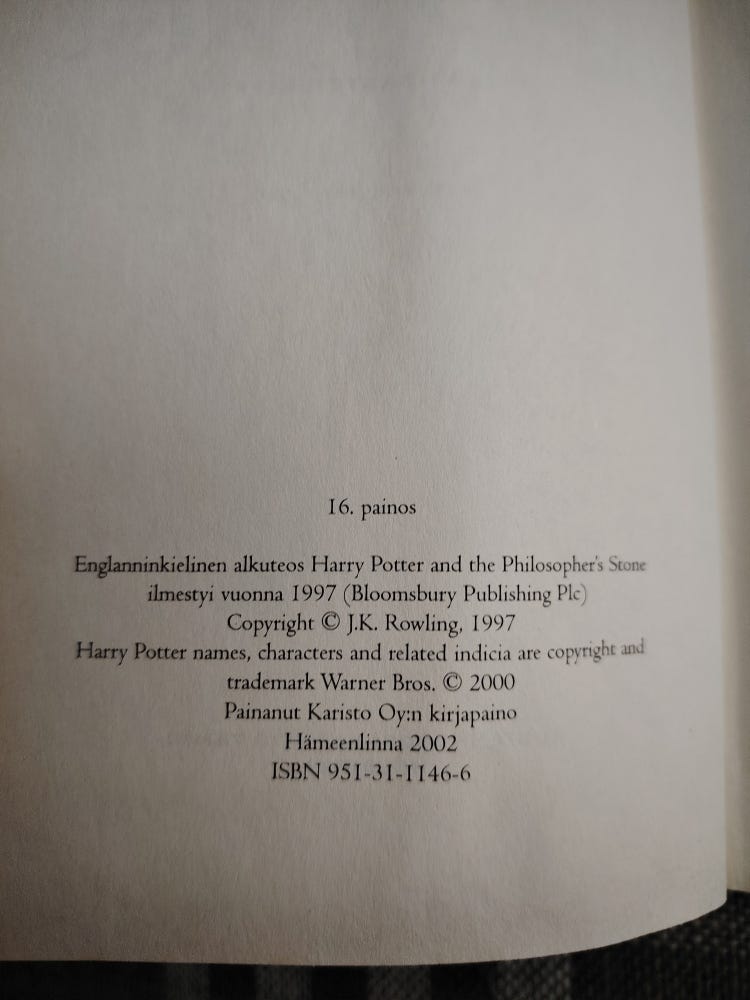 16. painos
Englanninkielinen alkuteos Harry Potter and the Philosopher's Stone
ilmestyi vuonna 1997 (Bloomsbury Publishing Plc)
Copyright © J.K. Rowling, 1997
Harry Potter names, characters and related indicia are copyright and
trademark Warner Bros. © 2000
Painanut Karisto Oy:n kirjapaino
Hämeenlinna 2002
ISBN 951-31-1146-6